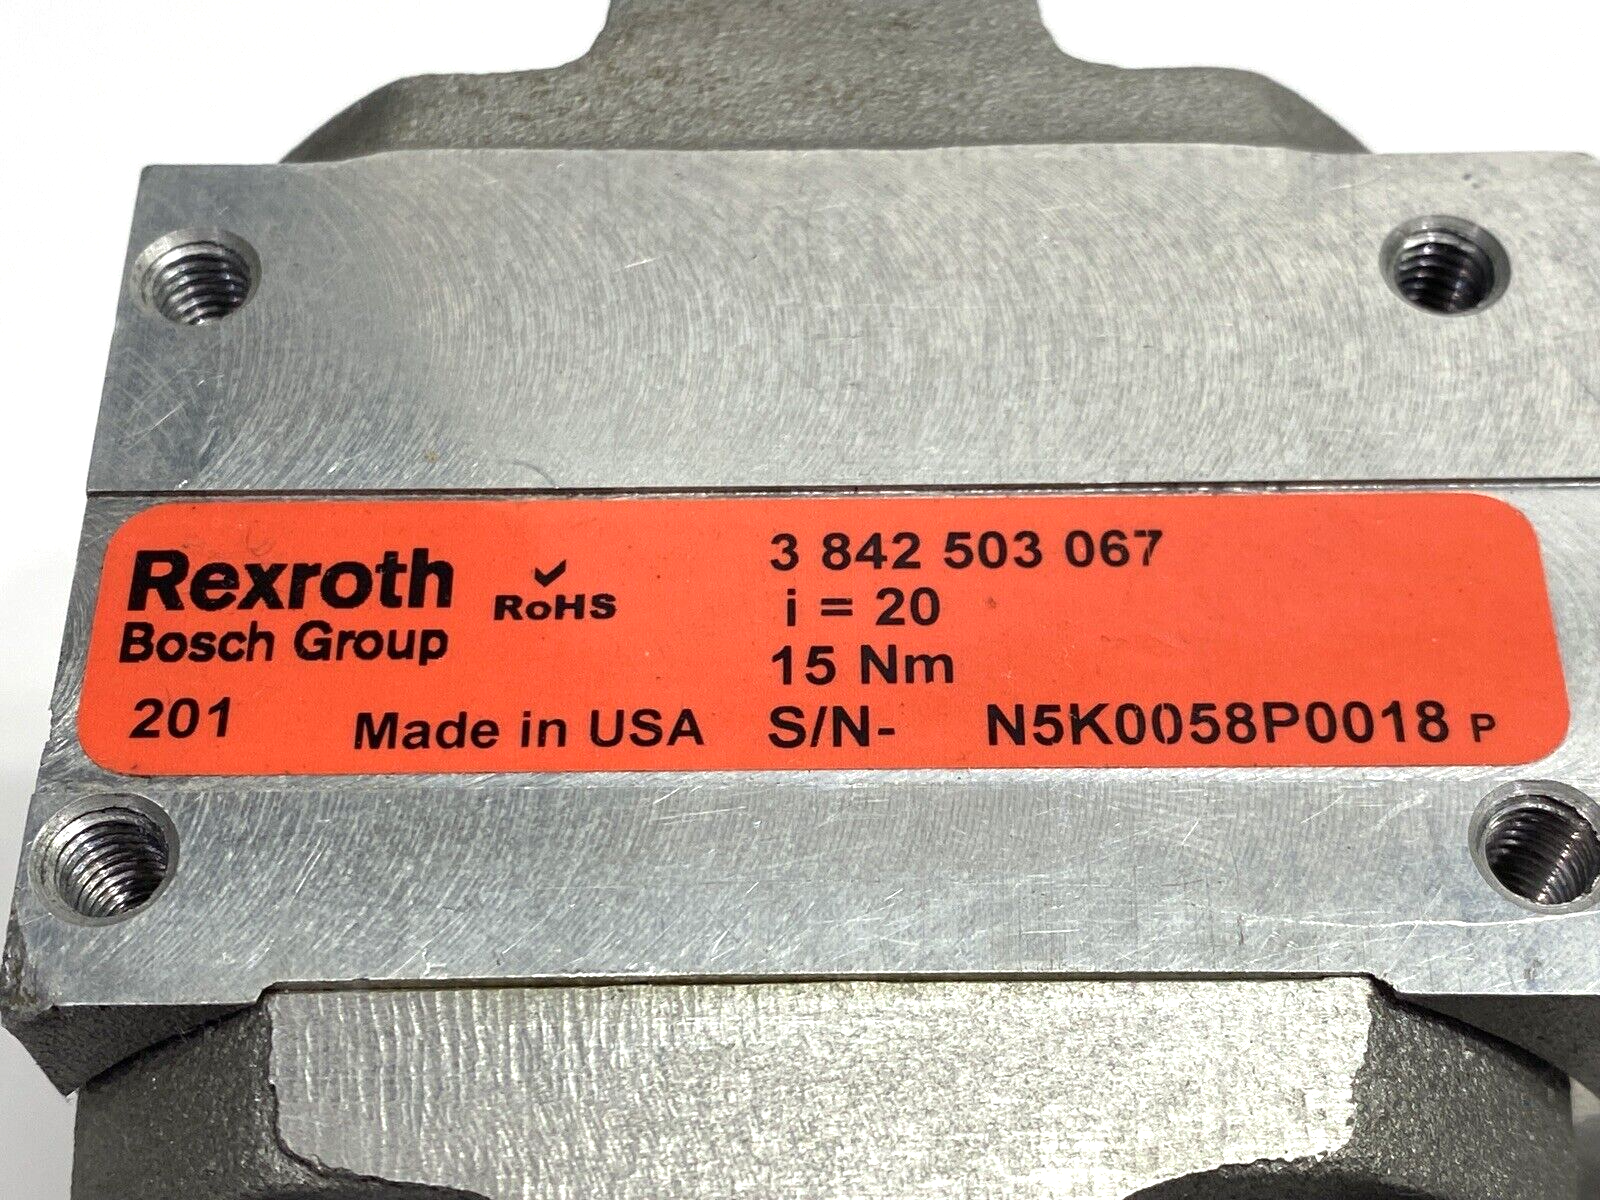 Rexroth
Bosch Group
RoHS
201
Made in USA
3 842 503 067
i = 20
15 Nm
S/N- N5K0058P0018 P